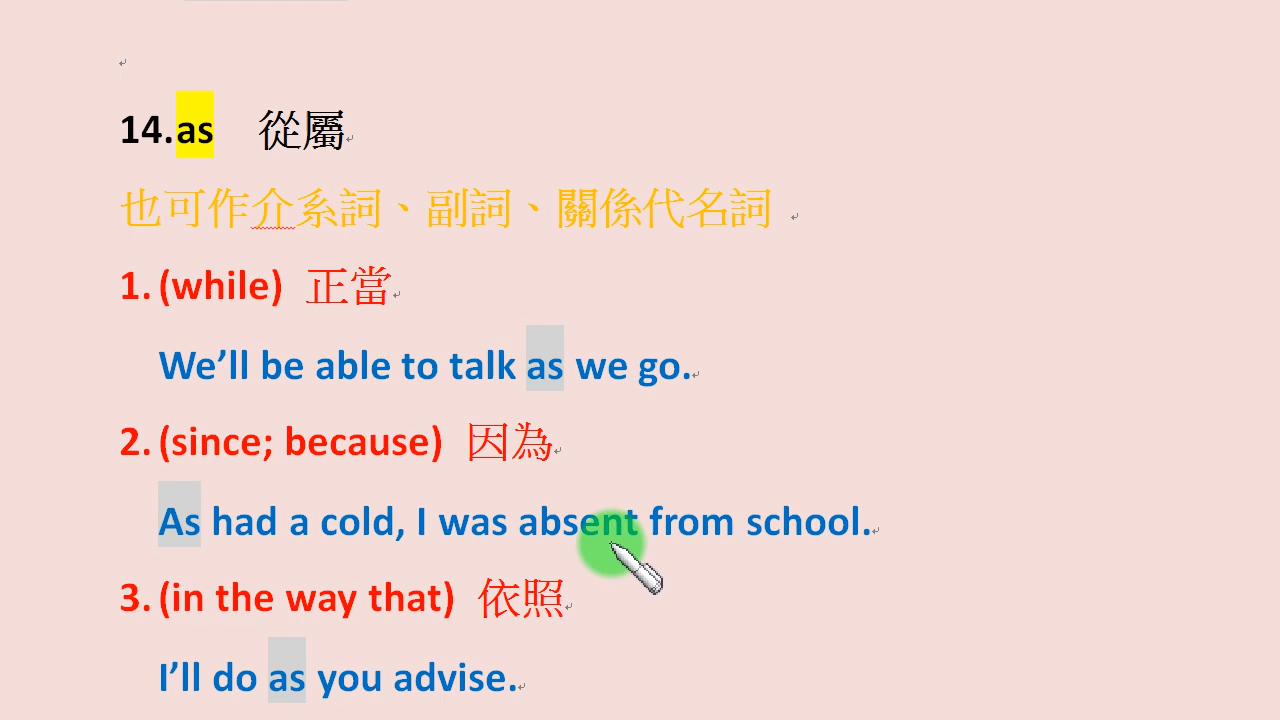 14.as 從屬
也可作介系詞、副詞、關係代名詞
1. (while) 正當
We’ll be able to talk as we go.
2. (since; because) 因為
As had a cold, I was absent from school.
3. (in the way that) 依照
I’ll do as you advise.